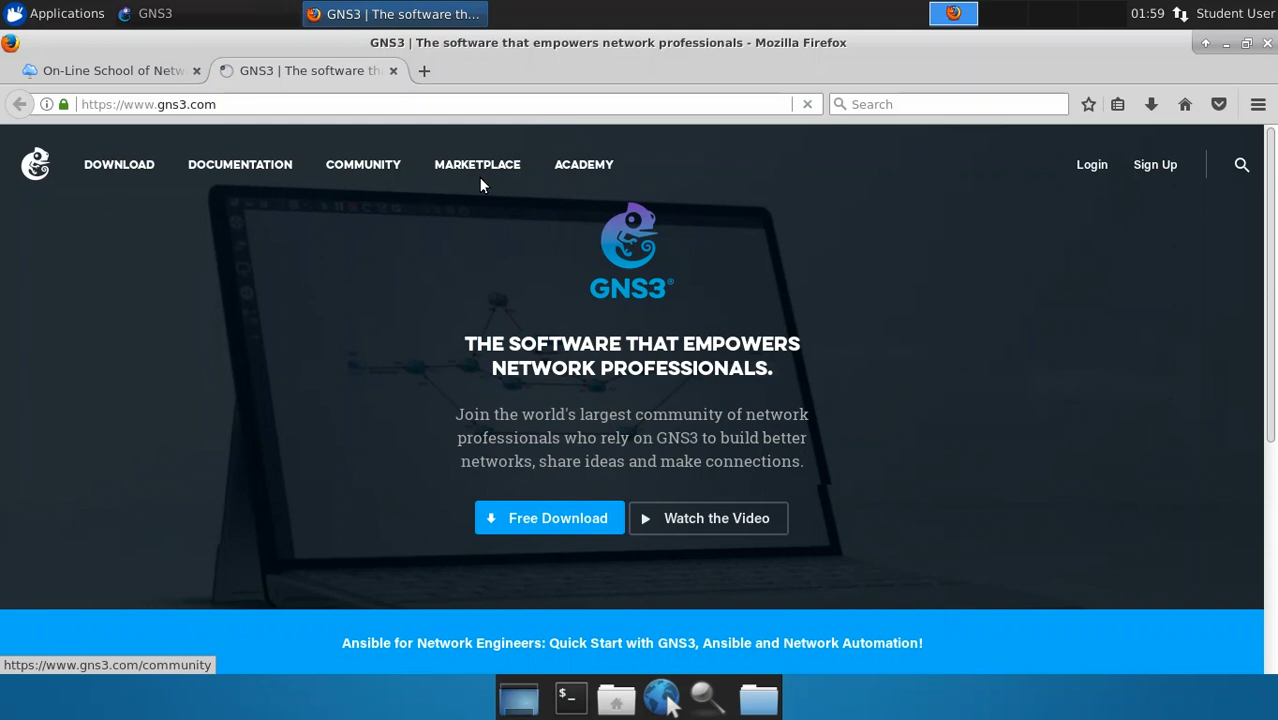 Applications
GNS3
GNS3 | The software th...
01:59
Student User
GNS3 | The software that empowers network professionals - Mozilla Firefox
On-Line School of Netw
GNS3 | The software th
https://www.gns3.com
Search
DOWNLOAD
DOCUMENTATION
COMMUNITY
MARKETPLACE
ACADEMY
Login
Sign Up
GNS3®
THE SOFTWARE THAT EMPOWERS
NETWORK PROFESSIONALS.
Join the world's largest community of network
professionals who rely on GNS3 to build better
networks, share ideas and make connections.
Free Download
Watch the Video
Ansible for Network Engineers: Quick Start with GNS3, Ansible and Network Automation!
https://www.gns3.com/community
$_